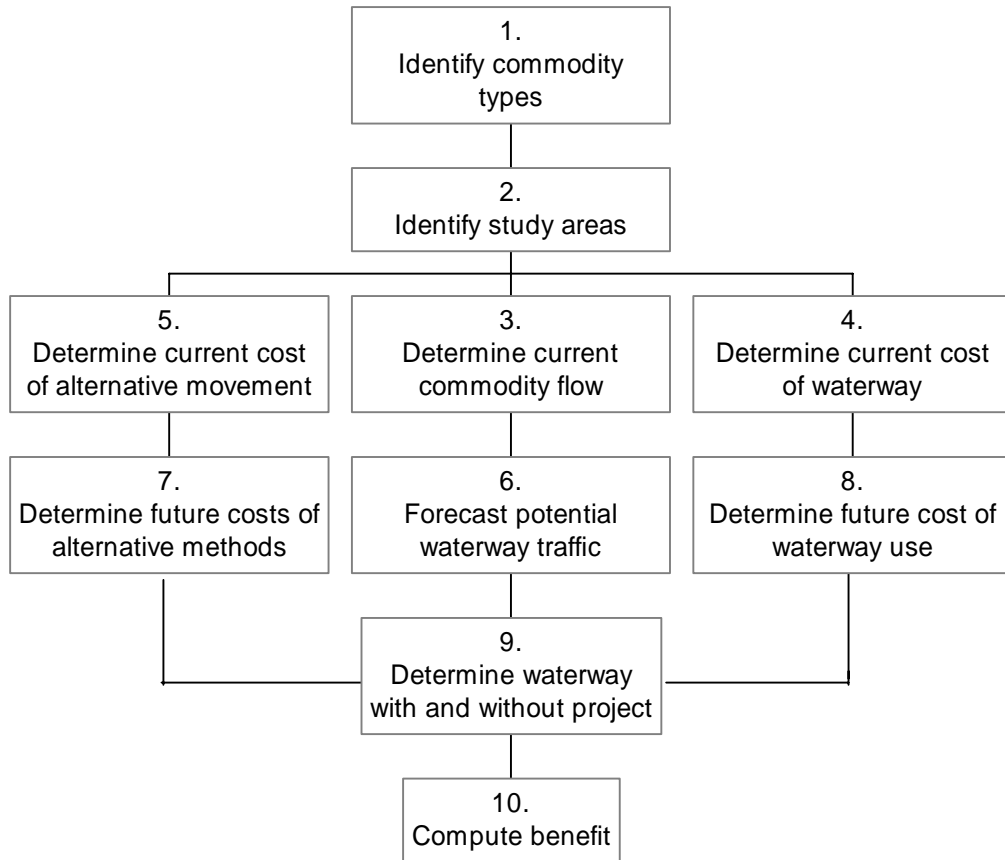 1.
Identify commodity
types
2.
Identify study areas
5.
Determine current cost
of alternative movement
3.
Determine current
commodity flow
4.
Determine current cost
of waterway
7.
Determine future costs of
alternative methods
6.
Forecast potential
waterway traffic
8.
Determine future cost of
waterway use
9.
Determine waterway
with and without project
10.
Compute benefit